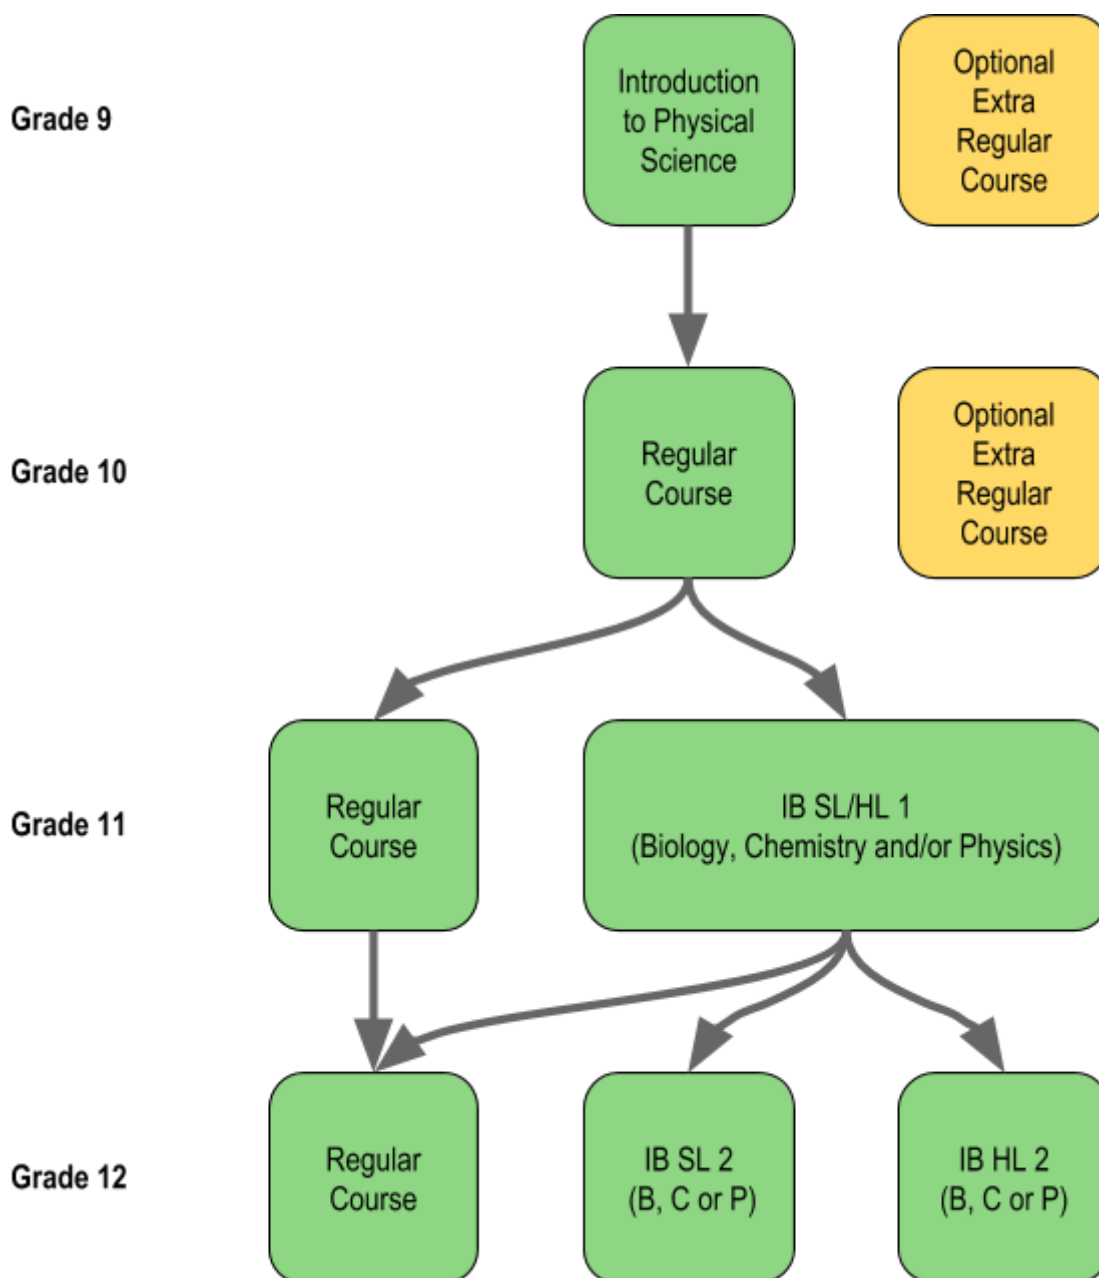 Grade 9
Introduction
to Physical
Science
Optional
Extra
Regular
Course
Grade 10
Regular
Course
Optional
Extra
Regular
Course
Grade 11
Regular
Course
IB SL/HL 1
(Biology, Chemistry and/or Physics)
Grade 12
Regular
Course
IB SL 2
(B, C or P)
IB HL 2
(B, C or P)